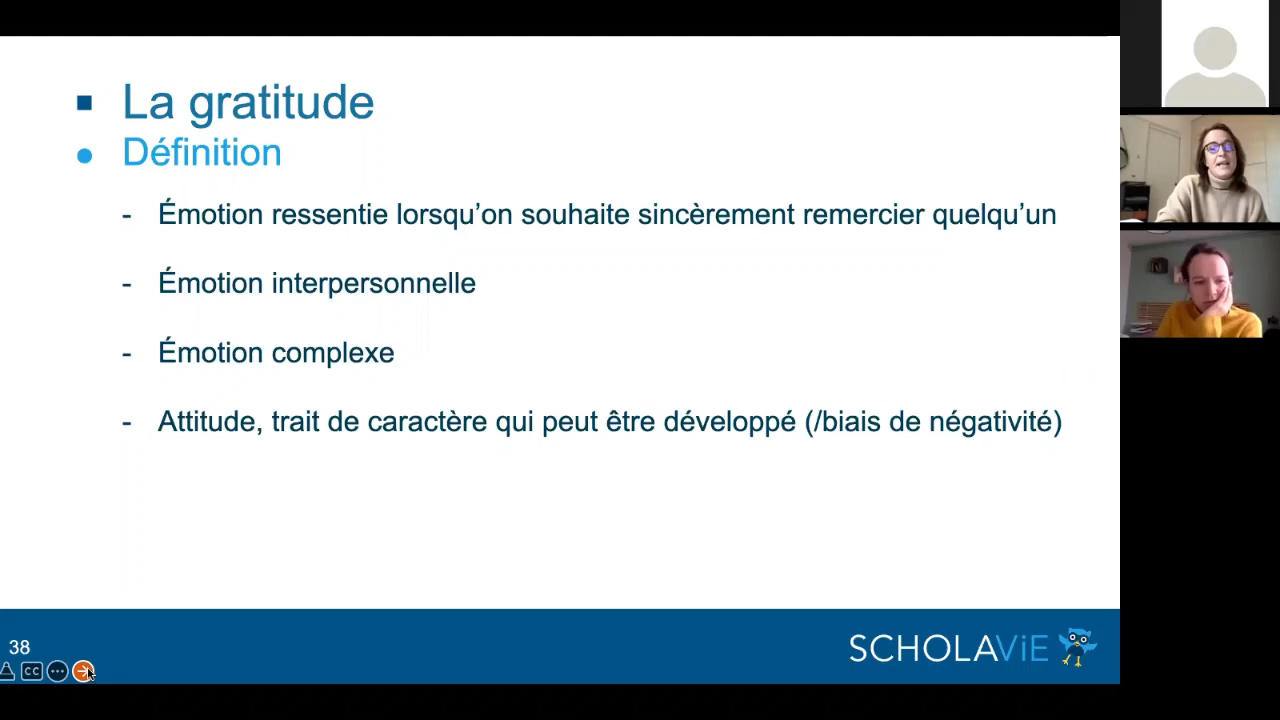 La gratitude
Définition
- Émotion ressentie lorsqu’on souhaite sincèrement remercier quelqu’un
- Émotion interpersonnelle
- Émotion complexe
- Attitude, trait de caractère qui peut être développé (/biais de négativité)
38
CC
SCHOLAViE